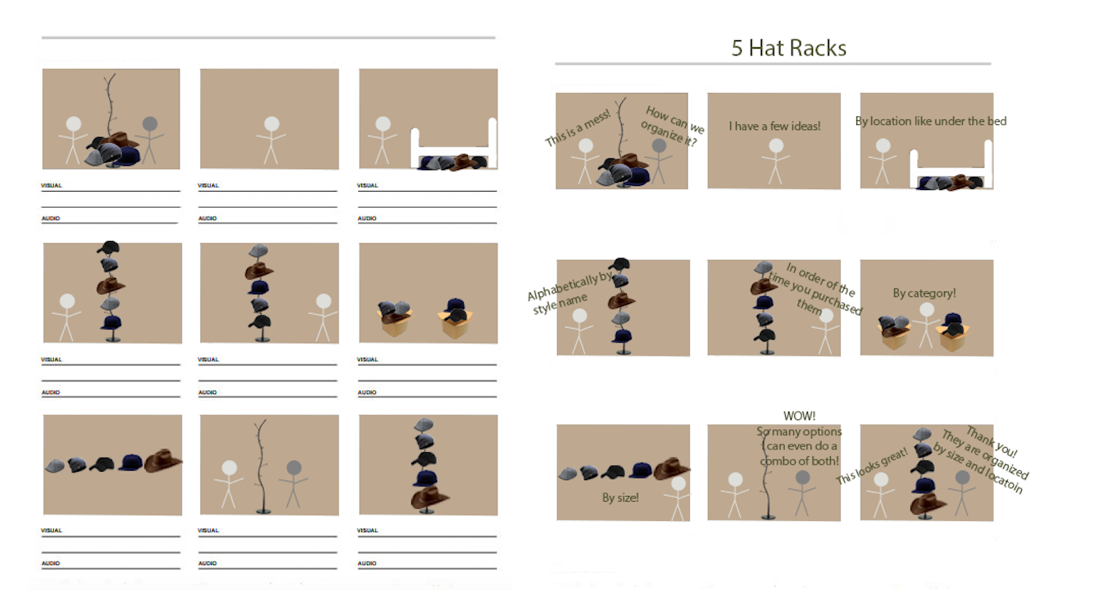 VISUAL
VISUAL
VISUAL
AUDIO
AUDIO
AUDIO
VISUAL
VISUAL
VISUAL
AUDIO
AUDIO
AUDIO
VISUAL
VISUAL
VISUAL
AUDIO
AUDIO
AUDIO
5 Hat Racks
This is a mess!
How can we
organize it?
I have a few ideas!
By location like under the bed
Alphabetically by
style name
In order of the
time you purchased
them
By category!
By size!
WOW!
So many options
I can even do a
combo of both!
This looks great!
Thank you!
They are organized
by size and locatoin